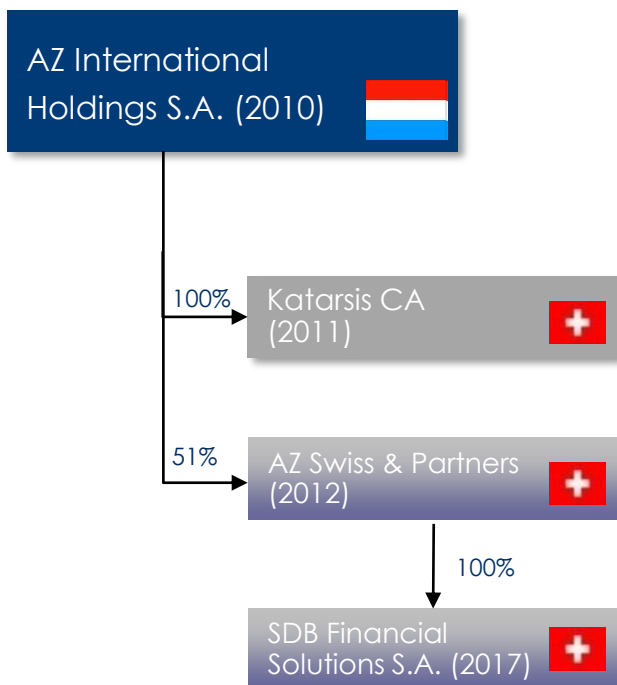 AZ International
Holdings S.A. (2010)
100%
Katarsis CA
(2011)
51%
AZ Swiss & Partners
(2012)
100%
SDB Financial
Solutions S.A. (2017)